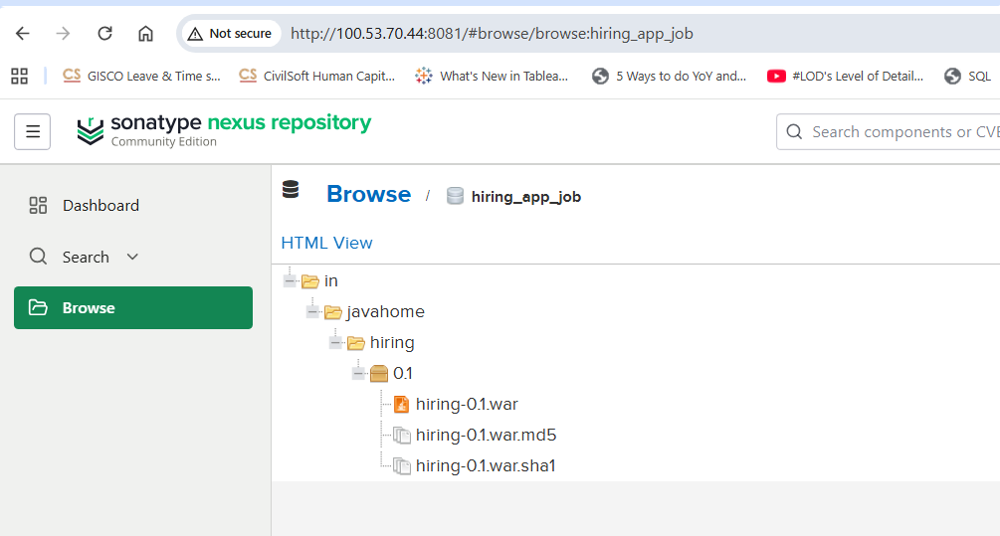 Not secure http://100.53.70.44:8081/#browse/browse:hiring_app_job
CS GISCO Leave & Time s... CS CivilSoft Human Capit... What's New in Tablea... 5 Ways to do YoY and... #LOD's Level of Detail... SQL
sonatype nexus repository
Community Edition
Search components or CVE
Dashboard
Search
Browse
Browse / hiring_app_job
HTML View
in
javahome
hiring
0.1
hiring-0.1.war
hiring-0.1.war.md5
hiring-0.1.war.sha1